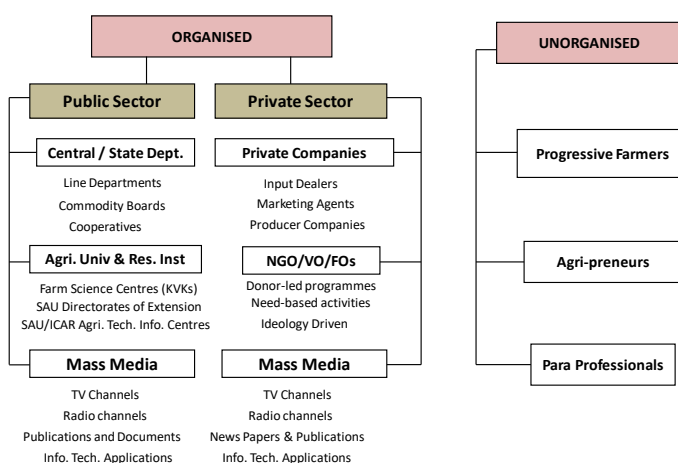 ORGANISED
Public Sector
Central / State Dept.
Line Departments
Commodity Boards
Cooperatives
Agri. Univ & Res. Inst
Farm Science Centres (KVKs)
SAU Directorates of Extension
SAU/ICAR Agri. Tech. Info. Centres
Mass Media
TV Channels
Radio channels
Publications and Documents
Info. Tech. Applications
Private Sector
Private Companies
Input Dealers
Marketing Agents
Producer Companies
NGO/VO/FOs
Donor-led programmes
Need-based activities
Ideology Driven
Mass Media
TV Channels
Radio channels
News Papers & Publications
Info. Tech. Applications
UNORGANISED
Progressive Farmers
Agri-preneurs
Para Professionals